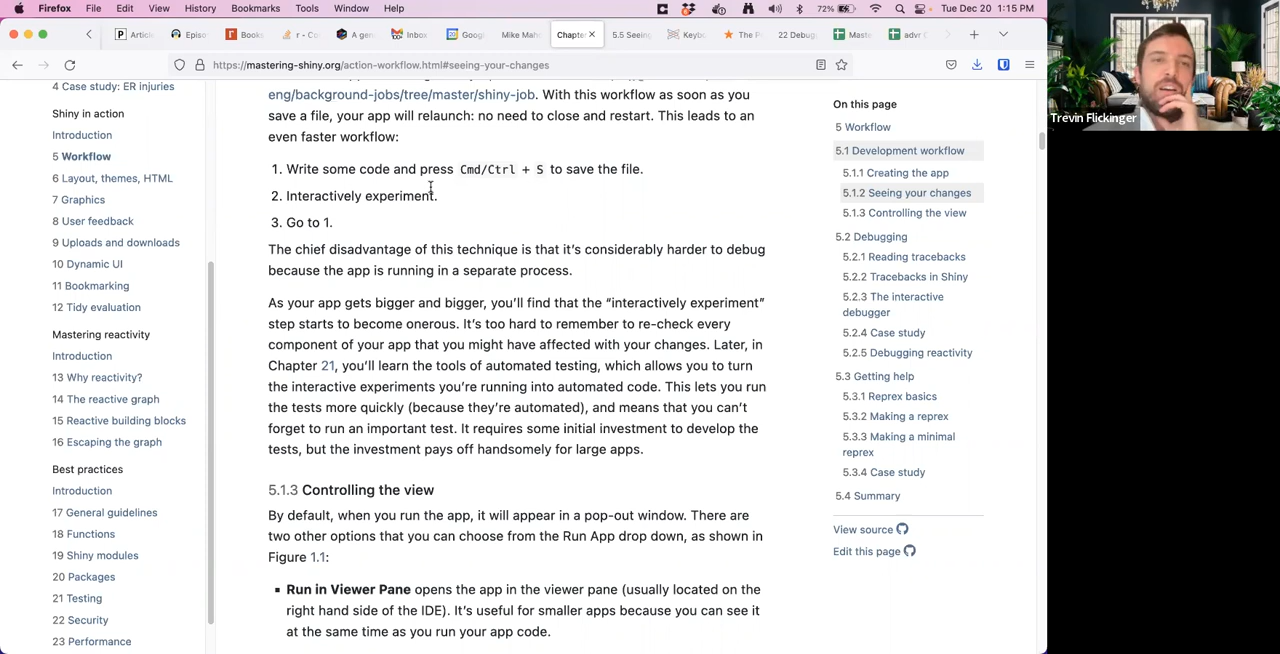 Firefox File Edit View History Bookmarks Tools Window Help 72% Tue Dec 20 1:15 PM
Articl Episo Books r - Co A gen Inbox Goog Mike Mah Chapter 5.5 Seeing Keybo The P 22 Debug Maste advr C
https://mastering-shiny.org/action-workflow.html#seeing-your-changes
Trevin Flickinger
4 Case study: ER injuries
Shiny in action
Introduction
5 Workflow
6 Layout, themes, HTML
7 Graphics
8 User feedback
9 Uploads and downloads
10 Dynamic UI
11 Bookmarking
12 Tidy evaluation
Mastering reactivity
Introduction
13 Why reactivity?
14 The reactive graph
15 Reactive building blocks
16 Escaping the graph
Best practices
Introduction
17 General guidelines
18 Functions
19 Shiny modules
20 Packages
21 Testing
22 Security
23 Performance
eng/background-jobs/tree/master/shiny-job. With this workflow as soon as you
save a file, your app will relaunch: no need to close and restart. This leads to an
even faster workflow:
1. Write some code and press Cmd/Ctrl + S to save the file.
2. Interactively experiment.
3. Go to 1.
The chief disadvantage of this technique is that it's considerably harder to debug
because the app is running in a separate process.
As your app gets bigger and bigger, you'll find that the “interactively experiment”
step starts to become onerous. It's too hard to remember to re-check every
component of your app that you might have affected with your changes. Later, in
Chapter 21, you'll learn the tools of automated testing, which allows you to turn
the interactive experiments you're running into automated code. This lets you run
the tests more quickly (because they're automated), and means that you can't
forget to run an important test. It requires some initial investment to develop the
tests, but the investment pays off handsomely for large apps.
5.1.3 Controlling the view
By default, when you run the app, it will appear in a pop-out window. There are
two other options that you can choose from the Run App drop down, as shown in
Figure 1.1:
Run in Viewer Pane opens the app in the viewer pane (usually located on the
right hand side of the IDE). It's useful for smaller apps because you can see it
at the same time as you run your app code.
On this page
5 Workflow
5.1 Development workflow
5.1.1 Creating the app
5.1.2 Seeing your changes
5.1.3 Controlling the view
5.2 Debugging
5.2.1 Reading tracebacks
5.2.2 Tracebacks in Shiny
5.2.3 The interactive
debugger
5.2.4 Case study
5.2.5 Debugging reactivity
5.3 Getting help
5.3.1 Reprex basics
5.3.2 Making a reprex
5.3.3 Making a minimal
reprex
5.3.4 Case study
5.4 Summary
View source
Edit this page